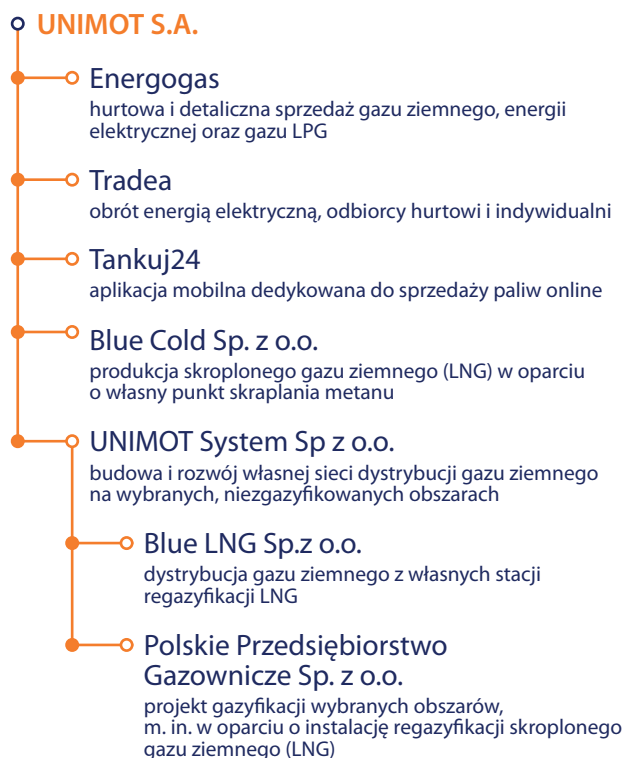 UNIMOT S.A.
Energogas
hurtowa i detaliczna sprzedaż gazu ziemnego, energii
elektrycznej oraz gazu LPG
Tradea
obrót energią elektryczną, odbiorcy hurtowi i indywidualni
Tankuj24
aplikacja mobilna dedykowana do sprzedaży paliw online
Blue Cold Sp. z o.o.
produkcja skroplonego gazu ziemnego (LNG) w oparciu
o własny punkt skraplania metanu
UNIMOT System Sp z o.o.
budowa i rozwój własnej sieci dystrybucji gazu ziemnego
na wybranych, niezgazyfikowanych obszarach
Blue LNG Sp.z o.o.
dystrybucja gazu ziemnego z własnych stacji
regazyfikacji LNG
Polskie Przedsiębiorstwo
Gazownicze Sp. z o.o.
projekt gazyfikacji wybranych obszarów,
m. in. w oparciu o instalację regazyfikacji skroplonego
gazu ziemnego (LNG)